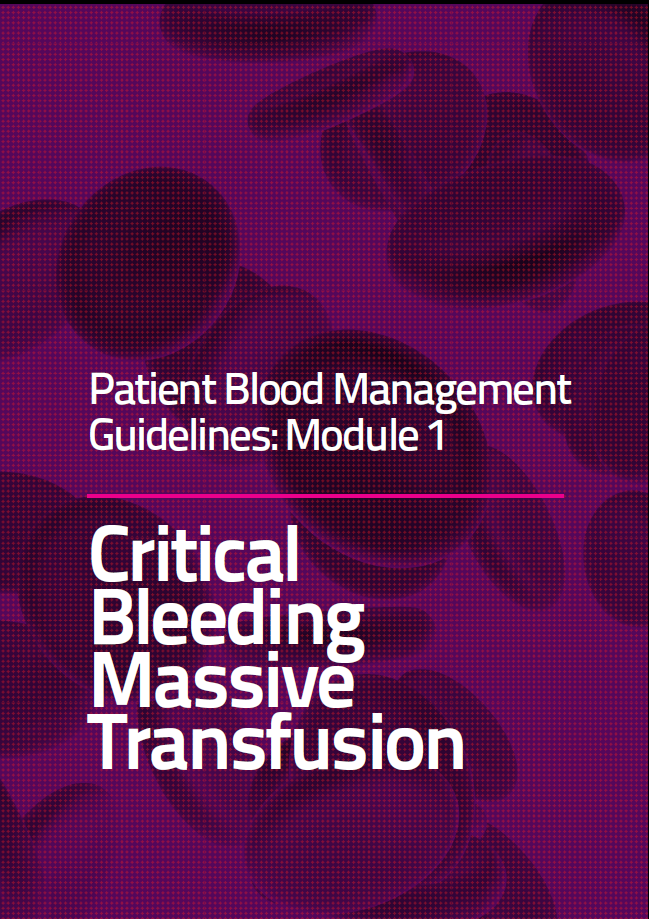 Patient Blood Management
Guidelines: Module 1
Critical
Bleeding
Massive
Transfusion